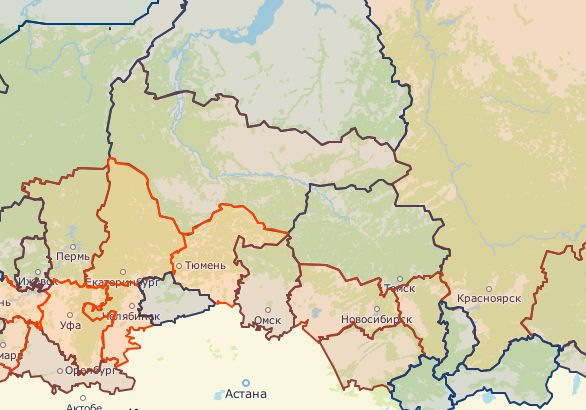 Пермь
Тюмень
Ижевск
Екатеринбург
Томск
Красноярск
Челябинск
Уфа
Омск
Новосибирск
Оренбург
Астана
Актобе